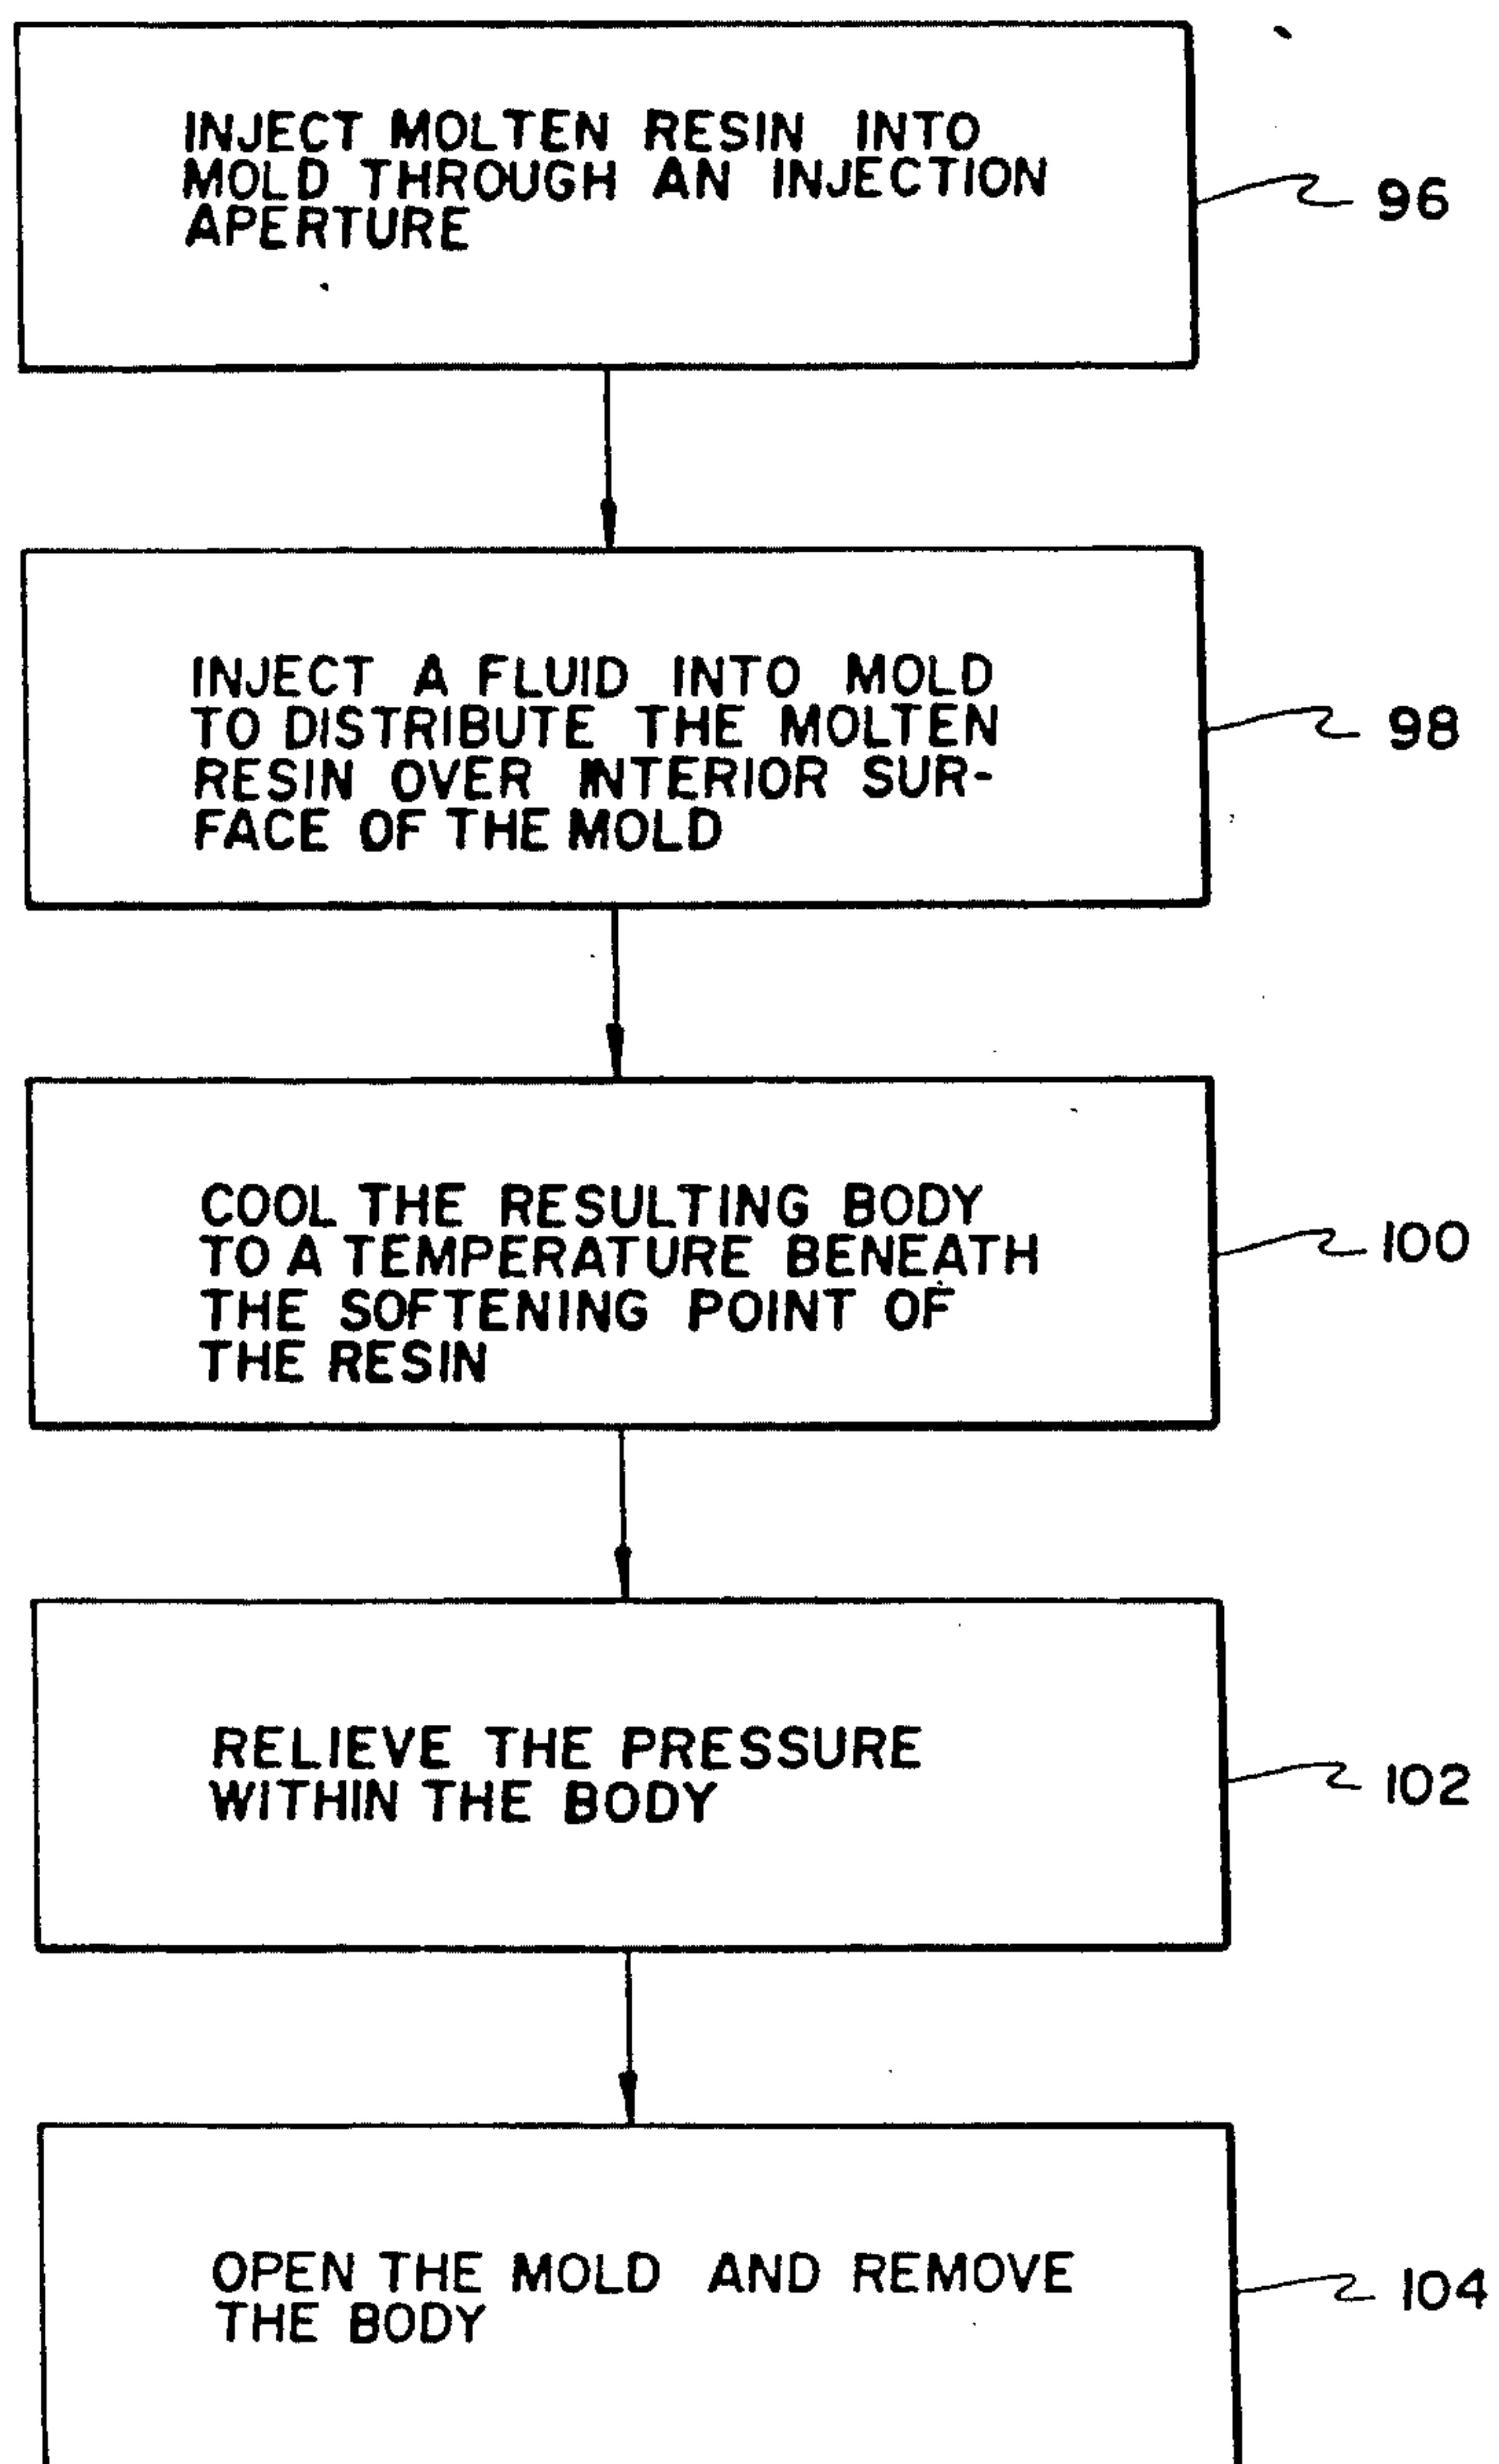 INJECT MOLTEN RESIN INTO
MOLD THROUGH AN INJECTION
APERTURE
96
INJECT A FLUID INTO MOLD
TO DISTRIBUTE THE MOLTEN
RESIN OVER INTERIOR SUR-
FACE OF THE MOLD
98
COOL THE RESULTING BODY
TO A TEMPERATURE BENEATH
THE SOFTENING POINT OF
THE RESIN
100
RELIEVE THE PRESSURE
WITHIN THE BODY
102
OPEN THE MOLD AND REMOVE
THE BODY
104